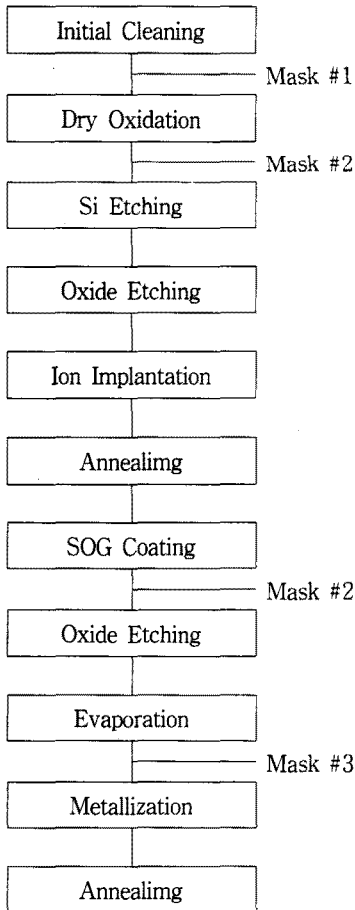 Initial Cleaning
Mask #1
Dry Oxidation
Mask #2
Si Etching
Oxide Etching
Ion Implantation
Annealimg
SOG Coating
Mask #2
Oxide Etching
Evaporation
Mask #3
Metallization
Annealimg